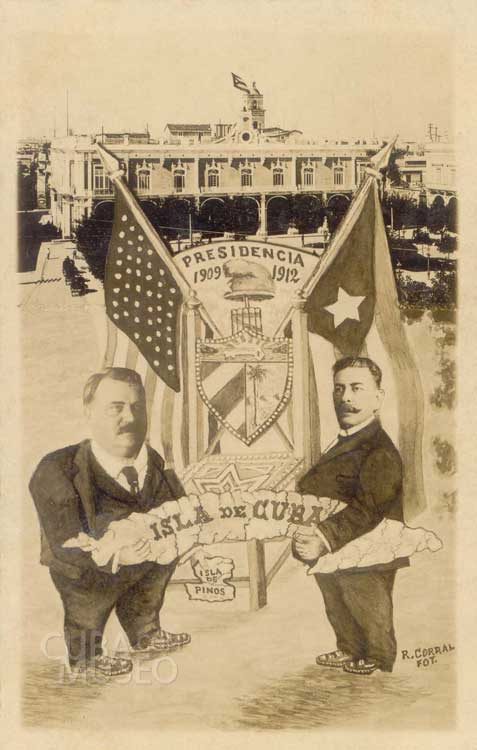 PRESIDENCIA
1909 1912
ISLA DE CUBA
ISLA
DE
PINOS
R. CORRAL
FOT.
CUBA
MUSEO